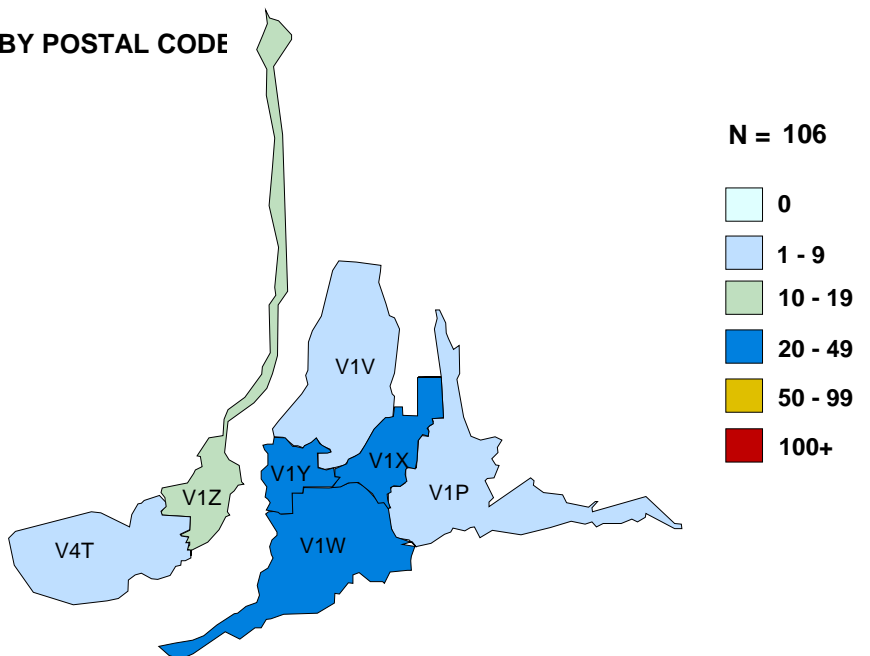 BY POSTAL CODE
N = 106
0
1 - 9
10 - 19
20 - 49
50 - 99
100+
V1V
V1X
V1Y
V1P
V1Z
V1W
V4T